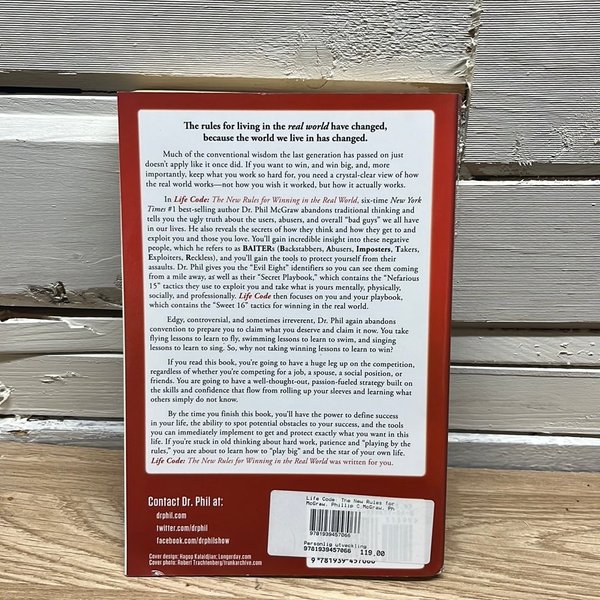 The rules for living in the real world have changed,
because the world we live in has changed.
Much of the conventional wisdom the last generation has passed on just
doesn't apply like it once did. If you want to win, and win big, and, more
importantly, keep what you work so hard for, you need a crystal-clear view of how
the real world works—not how you wish it worked, but how it actually works.
In Life Code: The New Rules for Winning in the Real World, six-time New York
Times #1 best-selling author Dr. Phil McGraw abandons traditional thinking and
tells you the ugly truth about the users, abusers, and overall "bad guys" we all have
in our lives. He also reveals the secrets of how they think and how they get to and
exploit you and those you love. You'll gain incredible insight into these negative
people, which he refers to as BAITERs (Backstabbers, Abusers, Imposters, Takers,
Exploiters, Reckless), and you'll gain the tools to protect yourself from their
assaults. Dr. Phil gives you the "Evil Eight" identifiers so you can see them coming
from a mile away, as well as their "Secret Playbook," which contains the "Nefarious
15" tactics they use to exploit you and take what is yours mentally, physically,
socially, and professionally. Life Code then focuses on you and your playbook,
which contains the "Sweet 16" tactics for winning in the real world.
Edgy, controversial, and sometimes irreverent, Dr. Phil again abandons
convention to prepare you to claim what you deserve and claim it now. You take
flying lessons to learn to fly, swimming lessons to learn to swim, and singing
lessons to learn to sing. So, why not taking winning lessons to learn to win?
If you read this book, you're going to have a huge leg up on the competition,
regardless of whether you're competing for a job, a spouse, a social position, or
friends. You are going to have a well-thought-out, passion-fueled strategy built on
the skills and confidence that flow from rolling up your sleeves and learning what
others simply do not know.
By the time you finish this book, you'll have the power to define success
in your life, the ability to spot potential obstacles to your success, and the tools
you can immediately implement to get and protect exactly what you want in this
life. If you're stuck in old thinking about hard work, patience and "playing by the
rules," you are about to learn how to "play big" and be the star of your own life.
Life Code: The New Rules for Winning in the Real World was written for you.
Contact Dr. Phil at:
drphil.com
twitter.com/drphil
facebook.com/drphilshow
Cover design: Hagop Kalaidjian; Longerday.com
Cover photo: Robert Trachtenberg/trunkarchive.com
Life Code: The New Rules for
McGraw, Phillip C;McGraw, Ph
9781939457066
Personlig utveckling
9781939457066 119,00
9 781939 457066